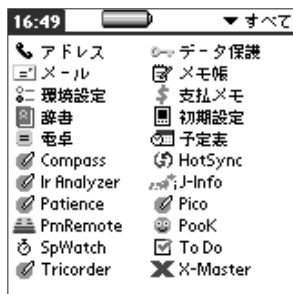 16:49 ▼ すべて
アドレス データ保護
メール メモ帳
環境設定 支払メモ
辞書 初期設定
電卓 予定表
Compass HotSync
Ir Analyzer J-Info
Patience Pico
PmRemote PooK
SpWatch To Do
Tricorder X-Master